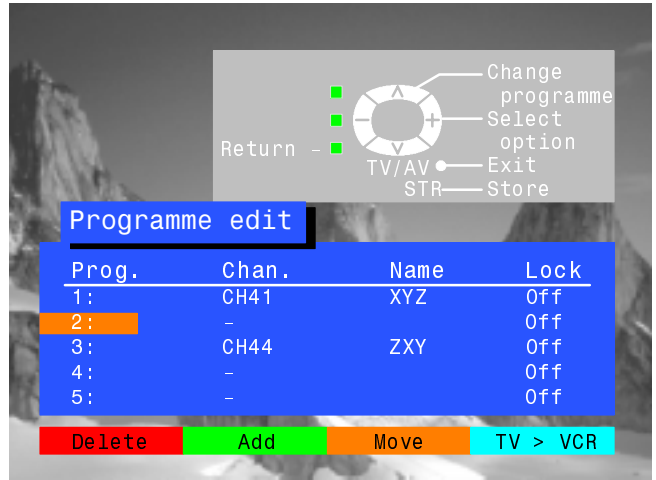 Change
programme
Select
option
Return –
TV/AV Exit
STR Store
Programme edit
Prog. Chan. Name Lock
1: CH41 XYZ Off
2: – Off
3: CH44 ZXY Off
4: – Off
5: – Off
Delete Add Move TV > VCR